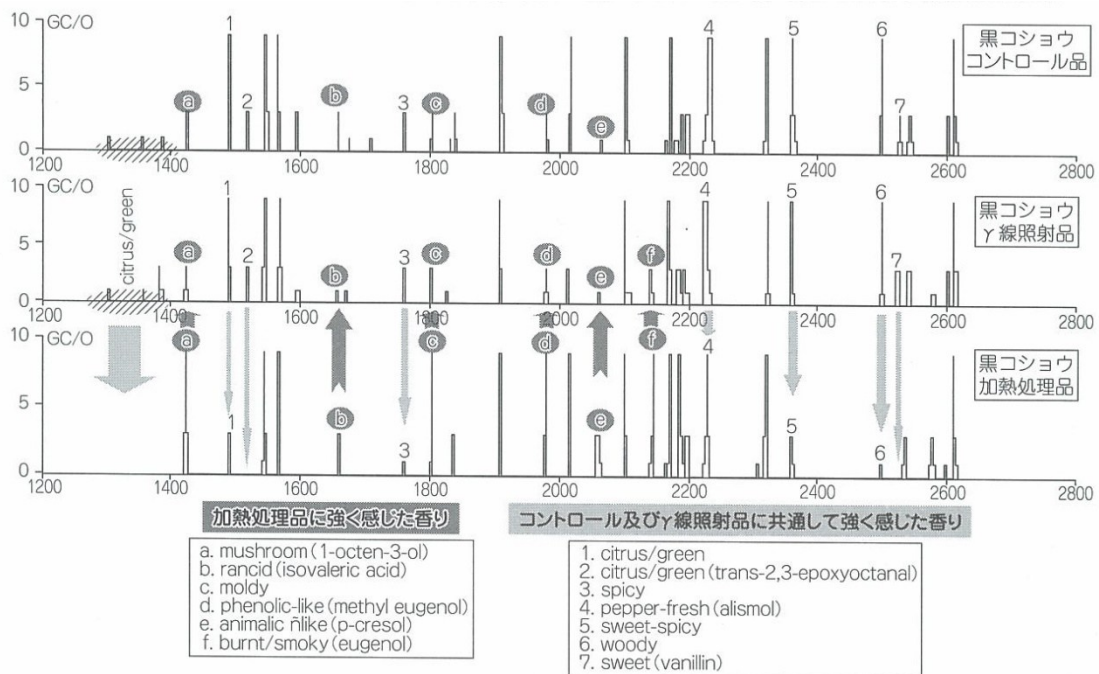 10 GC/O
5
0
1
2
3
4
5
6
7
a
b
c
d
e
黒コショウ
コントロール品
1200 1400 1600 1800 2000 2200 2400 2600 2800
10 GC/O
5
0
citrus/green
1
2
3
4
5
6
7
a
b
c
d
e
f
黒コショウ
γ線照射品
1200 1400 1600 1800 2000 2200 2400 2600 2800
10 GC/O
5
0
1
3
4
5
6
a
b
c
d
e
f
黒コショウ
加熱処理品
1200 1400 1600 1800 2000 2200 2400 2600 2800
加熱処理品に強く感じた香り
a. mushroom (1-octen-3-ol)
b. rancid (isovaleric acid)
c. moldy
d. phenolic-like (methyl eugenol)
e. animalic ñlike (p-cresol)
f. burnt/smoky (eugenol)
コントロール及びγ線照射品に共通して強く感じた香り
1. citrus/green
2. citrus/green (trans-2,3-epoxyoctanal)
3. spicy
4. pepper-fresh (alismol)
5. sweet-spicy
6. woody
7. sweet (vanillin)